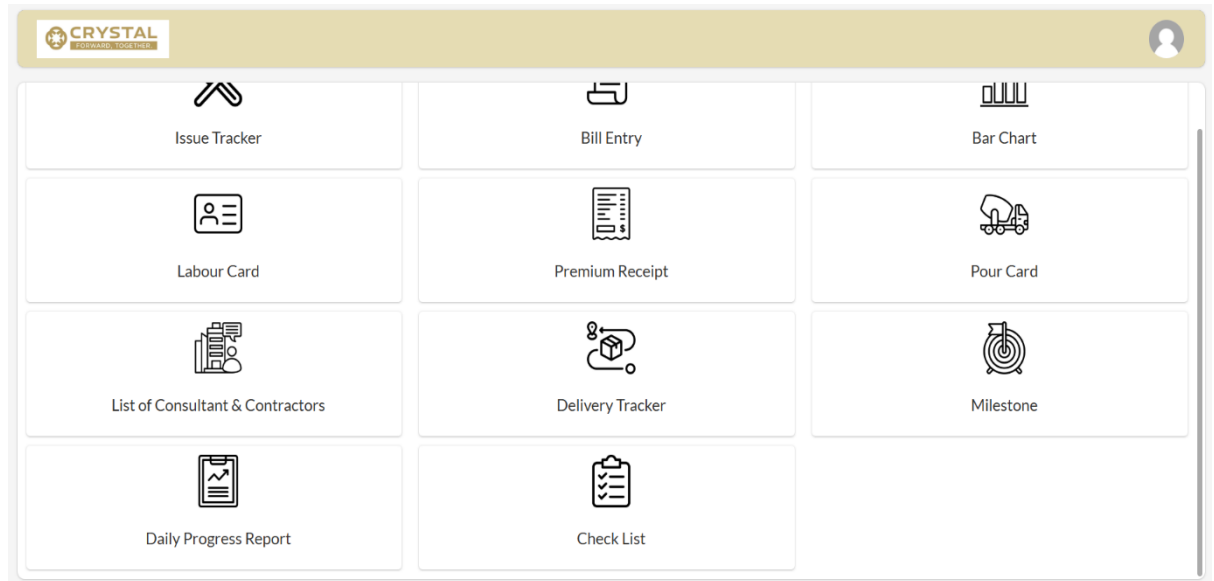 CRYSTAL
FORWARD, TOGETHER.
Issue Tracker
Bill Entry
Bar Chart
Labour Card
Premium Receipt
Pour Card
List of Consultant & Contractors
Delivery Tracker
Milestone
Daily Progress Report
Check List